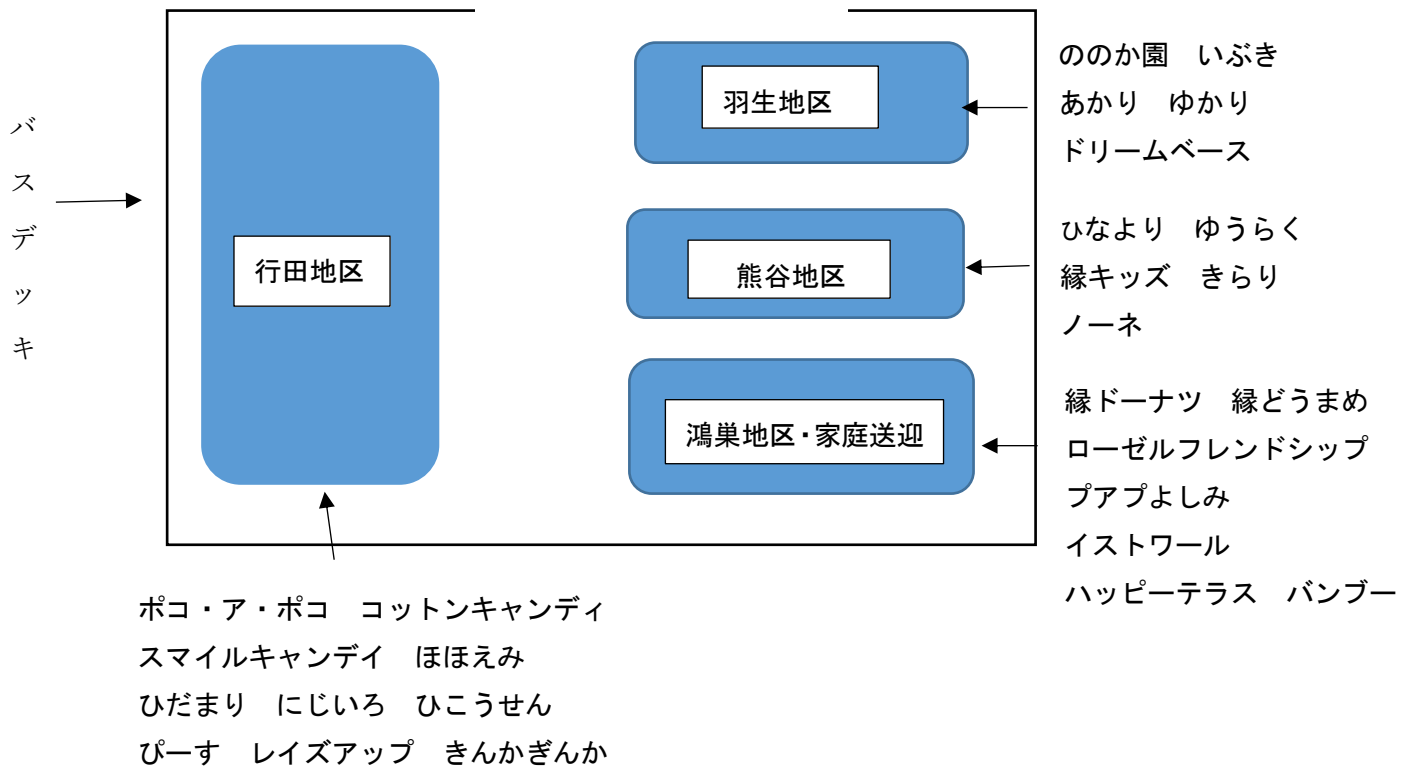 バスデッキ
行田地区
羽生地区
熊谷地区
鴻巣地区・家庭送迎
ののか園　いぶき
あかり　ゆかり
ドリームベース
ひなより　ゆうらく
縁キッズ　きらり
ノーネ
縁ドーナツ　縁どうまめ
ローゼルフレンドシップ
プアプよしみ
イストワール
ハッピーテラス　バンブー
ポコ・ア・ポコ　コットンキャンディ
スマイルキャンデイ　ほほえみ
ひだまり　にじいろ　ひこうせん
ぴーす　レイズアップ　きんかぎんか